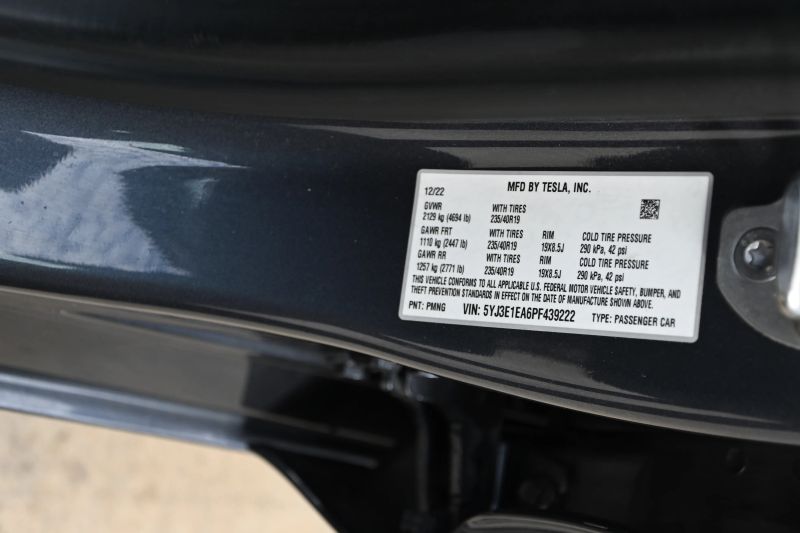 MFD BY TESLA, INC.
12/22
GVWR WITH TIRES
2129 kg (4694 lb) 235/40R19
GAWR FRT WITH TIRES RIM COLD TIRE PRESSURE
1110 kg (2447 lb) 235/40R19 19X8.5J 290 kPa, 42 psi
GAWR RR WITH TIRES RIM COLD TIRE PRESSURE
1257 kg (2771 lb) 235/40R19 19X8.5J 290 kPa, 42 psi
THIS VEHICLE CONFORMS TO ALL APPLICABLE U.S. FEDERAL MOTOR VEHICLE SAFETY, BUMPER, AND
THEFT PREVENTION STANDARDS IN EFFECT ON THE DATE OF MANUFACTURE SHOWN ABOVE.
PNT: PMNG VIN: 5YJ3E1EA6PF439222 TYPE: PASSENGER CAR